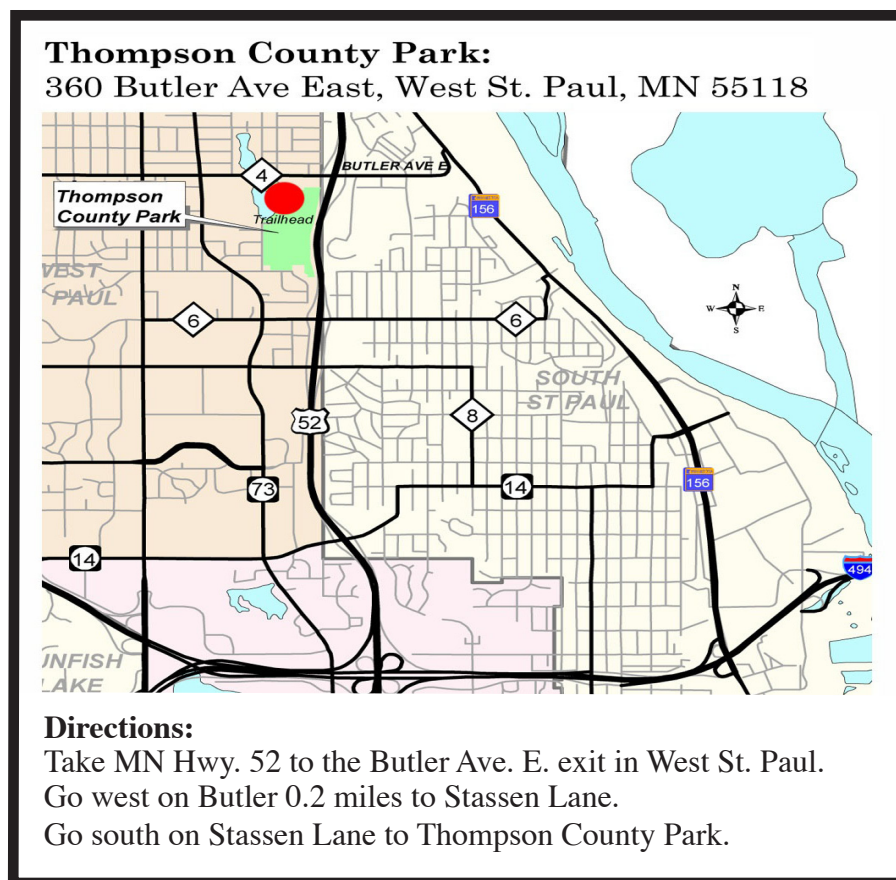 Thompson County Park:
360 Butler Ave East, West St. Paul, MN 55118
4
BUTLER AVE E
Thompson
County Park
Trailhead
156
WEST
PAUL
N
W E
S
6
6
SOUTH
ST PAUL
52
8
73
14
156
14
494
UNFISH
LAKE
Directions:
Take MN Hwy. 52 to the Butler Ave. E. exit in West St. Paul.
Go west on Butler 0.2 miles to Stassen Lane.
Go south on Stassen Lane to Thompson County Park.